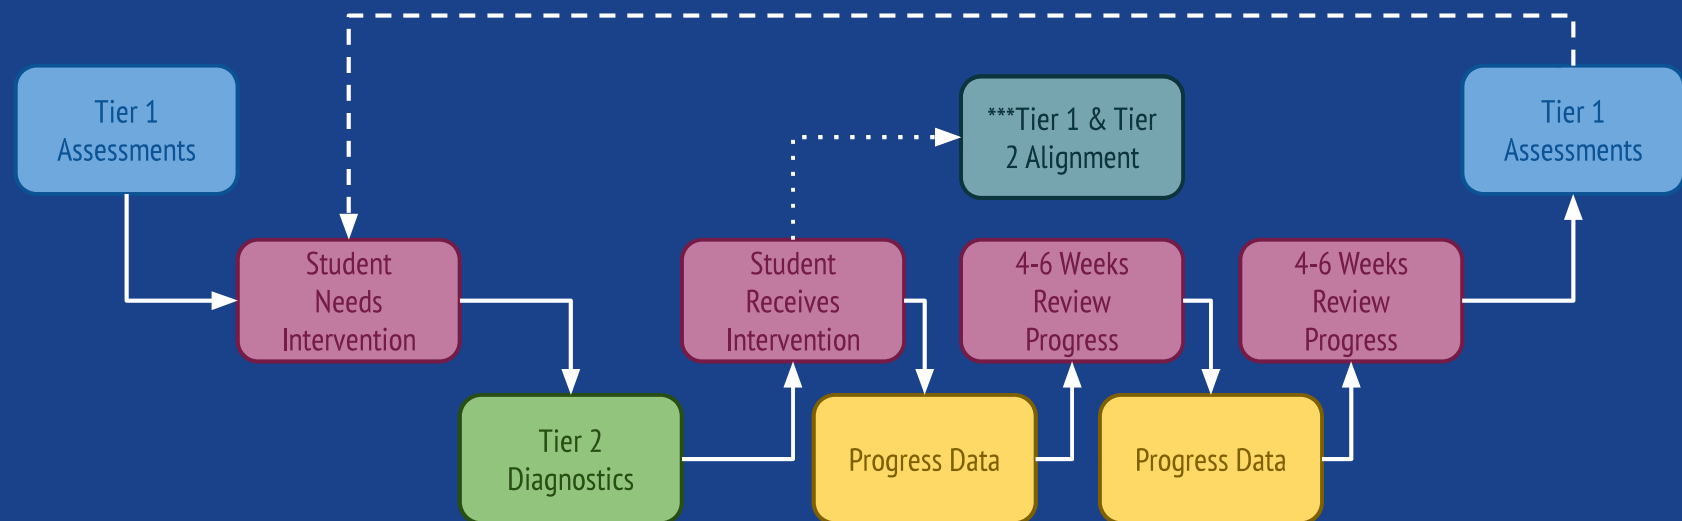 Tier 1
Assessments
***Tier 1 & Tier
2 Alignment
Tier 1
Assessments
Student
Needs
Intervention
Student
Receives
Intervention
4-6 Weeks
Review
Progress
4-6 Weeks
Review
Progress
Tier 2
Diagnostics
Progress Data
Progress Data